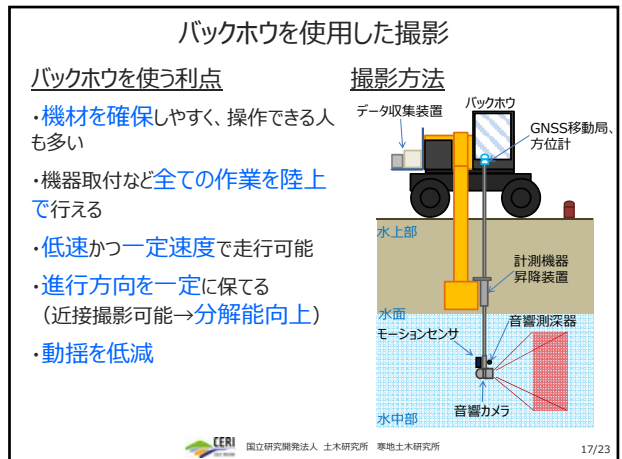 バックホウを使用した撮影
バックホウを使う利点
・機材を確保しやすく、操作できる人
も多い
・機器取付など全ての作業を陸上
で行える
・低速かつ一定速度で走行可能
・進行方向を一定に保てる
（近接撮影可能→分解能向上）
・動揺を低減
撮影方法
データ収集装置
バックホウ
GNSS移動局、
方位計
水上部
計測機器
昇降装置
水面
モーションセンサ
音響測深器
音響カメラ
水中部
CERI
国立研究開発法人 土木研究所 寒地土木研究所
17/23